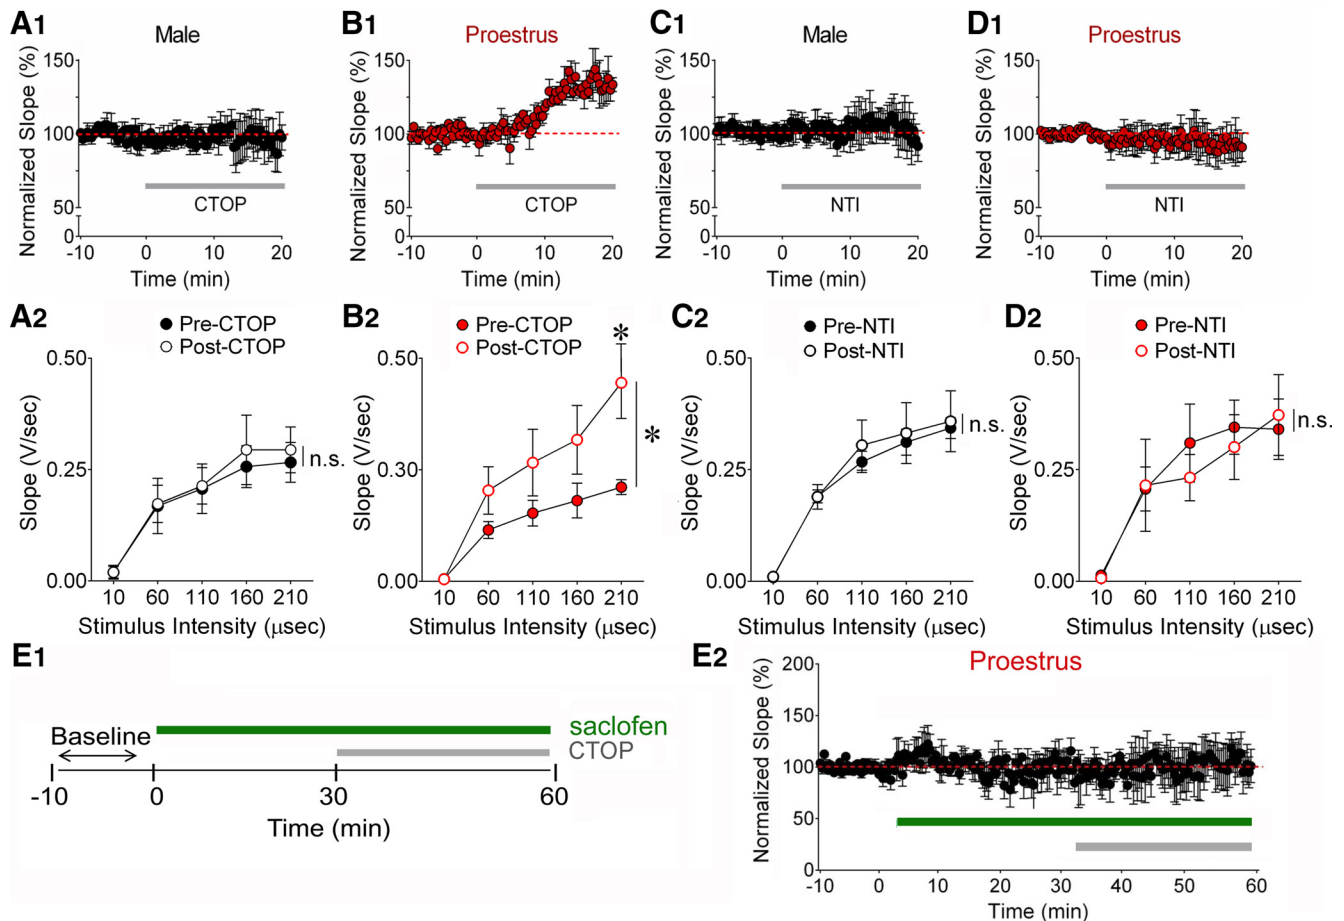 A1
Male
Normalized Slope (%)
150
100
50
0
CTOP
-10 0 10 20
Time (min)
B1
Proestrus
Normalized Slope (%)
150
100
50
0
CTOP
-10 0 10 20
Time (min)
C1
Male
Normalized Slope (%)
150
100
50
0
NTI
-10 0 10 20
Time (min)
D1
Proestrus
Normalized Slope (%)
150
100
50
0
NTI
-10 0 10 20
Time (min)
A2
Pre-CTOP
Post-CTOP
Slope (V/sec)
0.50
0.25
0.00
n.s.
10 60 110 160 210
Stimulus Intensity (μsec)
B2
Pre-CTOP
Post-CTOP
*
*
Slope (V/sec)
0.50
0.30
0.00
10 60 110 160 210
Stimulus Intensity (μsec)
C2
Pre-NTI
Post-NTI
Slope (V/sec)
0.50
0.25
0.00
n.s.
10 60 110 160 210
Stimulus Intensity (μsec)
D2
Pre-NTI
Post-NTI
Slope (V/sec)
0.50
0.25
0.00
n.s.
10 60 110 160 210
Stimulus Intensity (μsec)
E1
Baseline
saclofen
CTOP
-10 0 30 60
Time (min)
E2
Proestrus
Normalized Slope (%)
200
150
100
50
0
-10 0 10 20 30 40 50 60
Time (min)